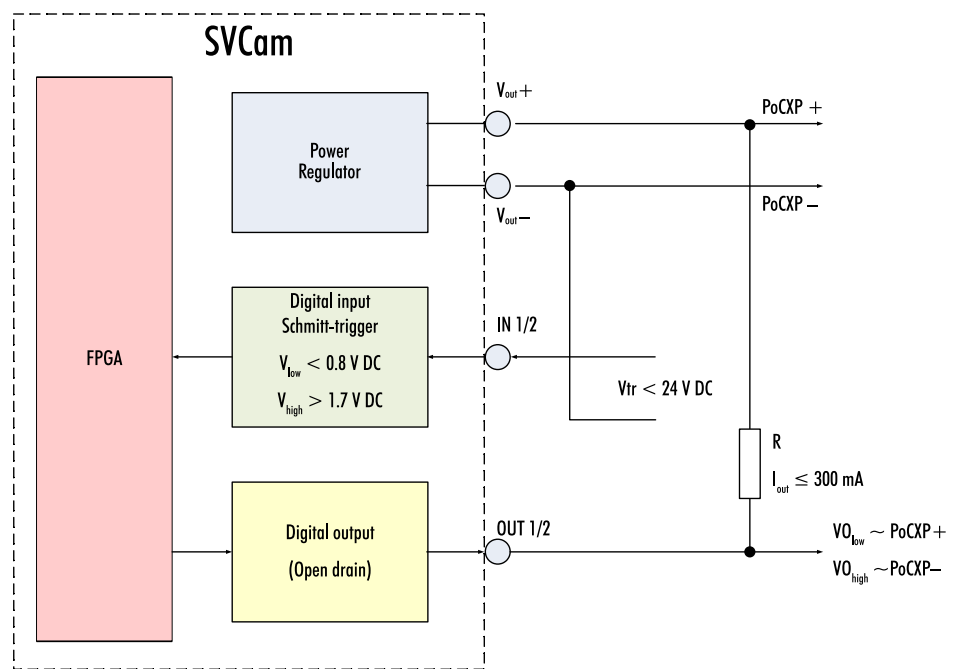 SVCam
FPGA
Power
Regulator
Vout+
PoCXP +
Vout–
PoCXP –
Digital input
Schmitt-trigger
Vlow < 0.8 V DC
Vhigh > 1.7 V DC
IN 1/2
Vtr < 24 V DC
R
Iout ≤ 300 mA
Digital output
(Open drain)
OUT 1/2
VOlow ~ PoCXP+
VOhigh ~PoCXP–